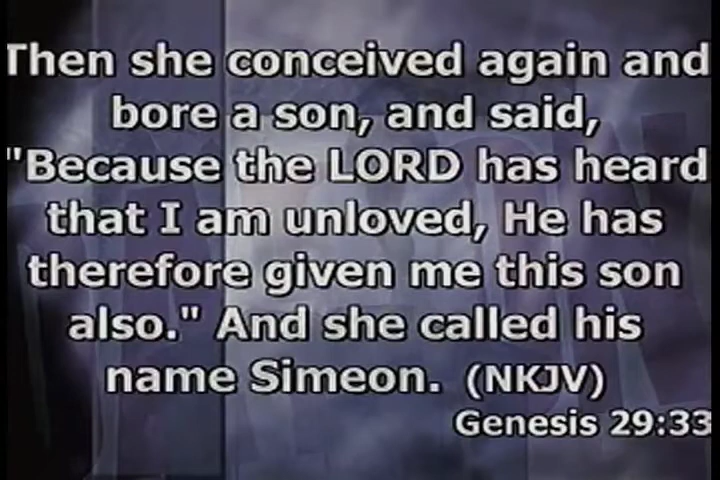 Then she conceived again and
bore a son, and said,
"Because the LORD has heard
that I am unloved, He has
therefore given me this son
also." And she called his
name Simeon. (NKJV)
Genesis 29:33